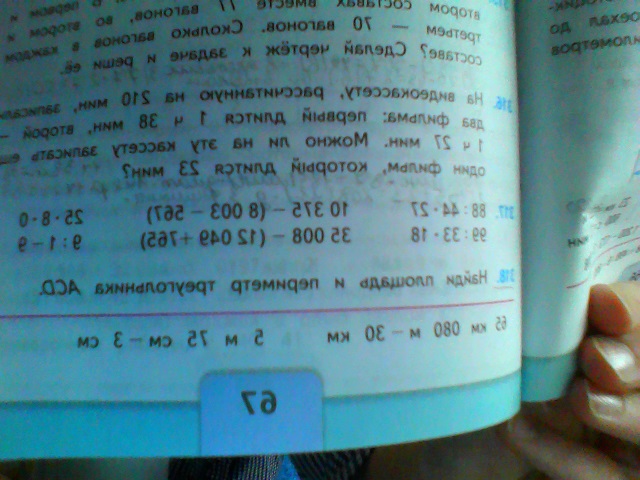 втором составах вместе 77 вагонов, во втором и
третьем — 70 вагонов. Сколько вагонов в каждом
составе? Сделай чертёж к задаче и реши её.
316. На видеокассету, рассчитанную на 210 мин, записали
два фильма: первый длится 1 ч 38 мин, второй —
1 ч 27 мин. Можно ли на эту кассету записать ещё
один фильм, который длится 23 мин?
317. 88 : 44 · 27 10 375 − (8 003 − 567) 25 · 8 · 0
99 : 33 · 18 35 008 − (12 049 + 765) 9 : 1 − 9
318. Найди площадь и периметр треугольника ACD.
65 км 080 м − 30 км 5 м 75 см − 3 см
67